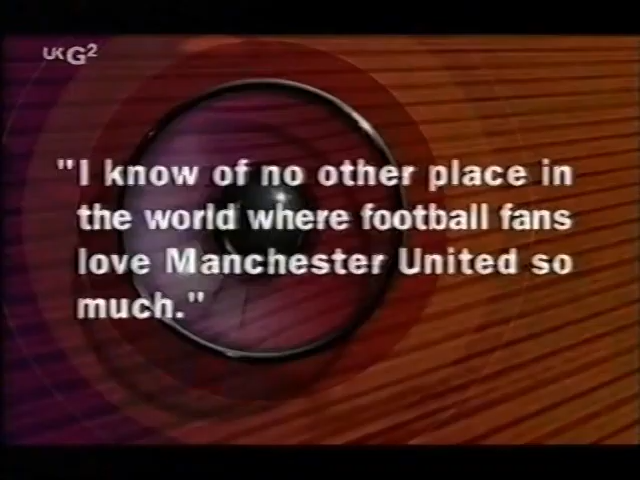 UKG2
"I know of no other place in
the world where football fans
love Manchester United so
much."